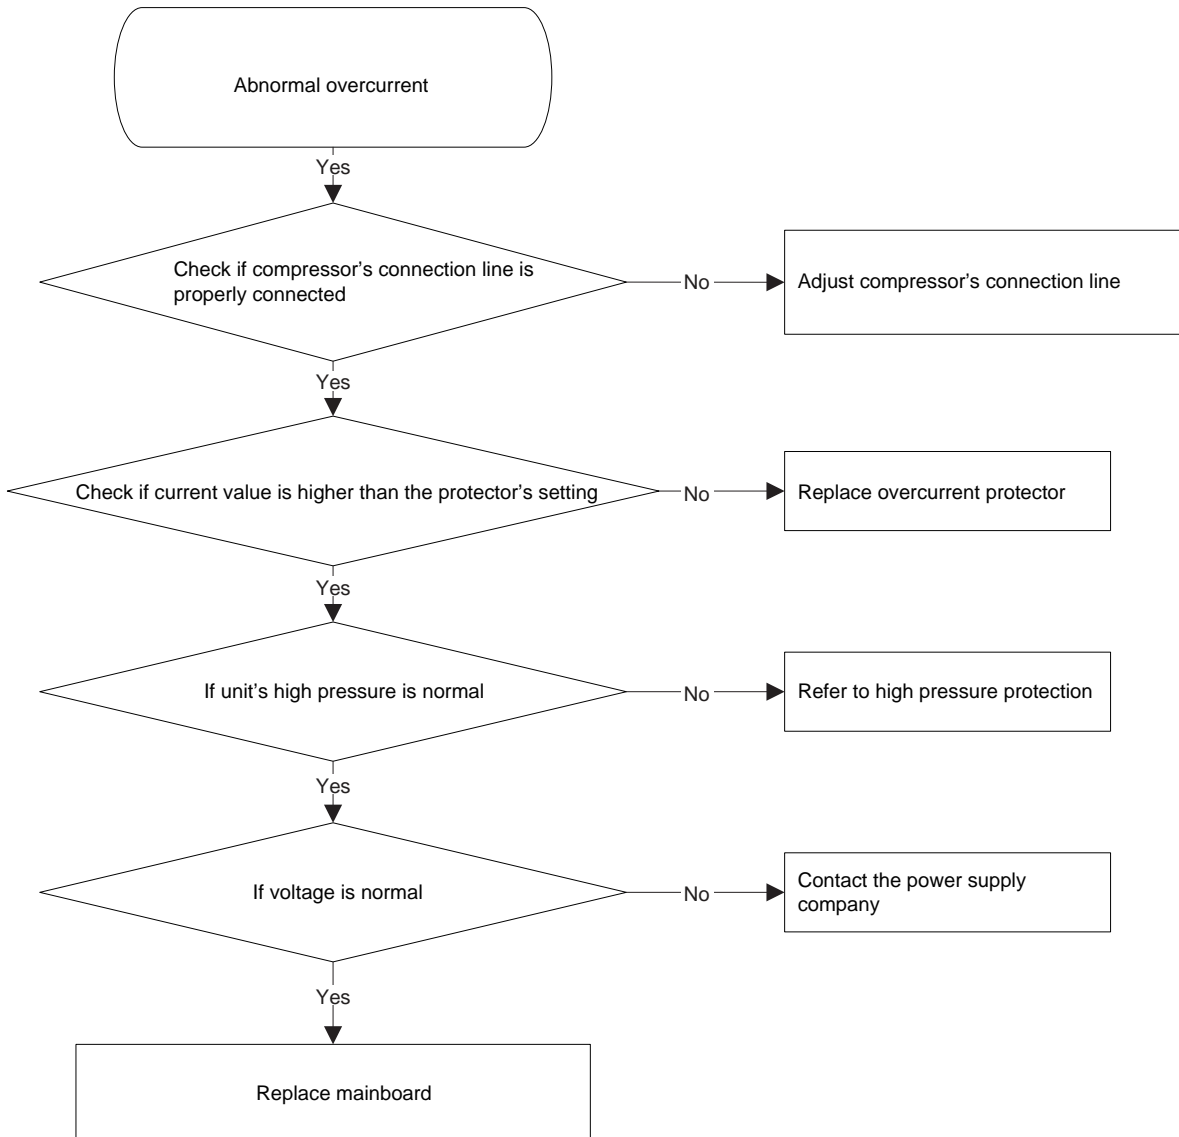 Abnormal overcurrent
Yes
Check if compressor's connection line is
properly connected
No
Adjust compressor's connection line
Yes
Check if current value is higher than the protector's setting
No
Replace overcurrent protector
Yes
If unit's high pressure is normal
No
Refer to high pressure protection
Yes
If voltage is normal
No
Contact the power supply
company
Yes
Replace mainboard